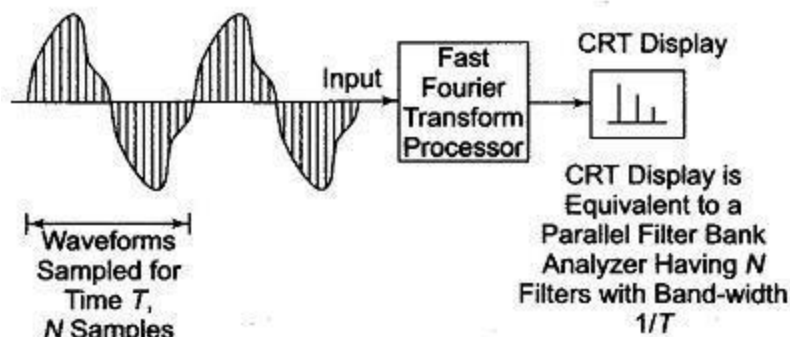 Input
Fast
Fourier
Transform
Processor
CRT Display
Waveforms
Sampled for
Time T,
N Samples
CRT Display is
Equivalent to a
Parallel Filter Bank
Analyzer Having N
Filters with Band-width
1/T